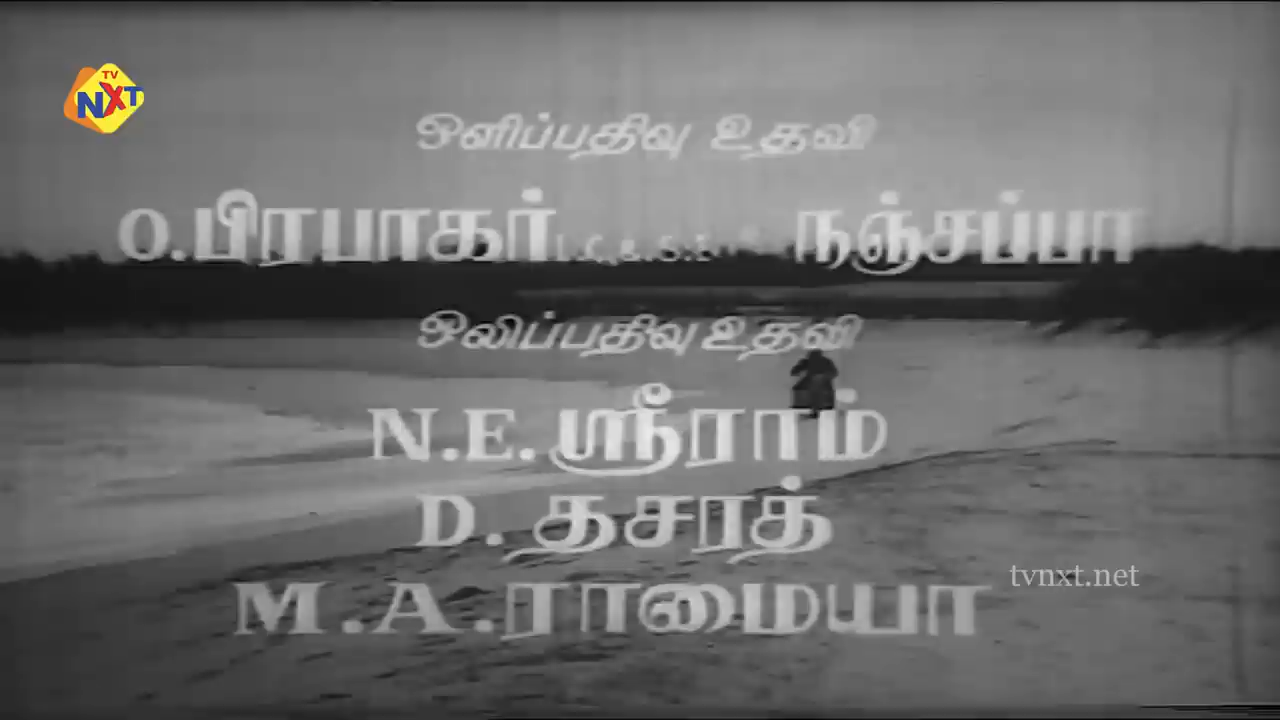 TV
NXT
ஒளிப்பதிவு உதவி
O.பிரபாகர் நஞ்சப்பா
ஒலிப்பதிவு உதவி
N.E.ஸ்ரீராம்
D. தசரத்
M.A.ராமையா
tvnxt.net